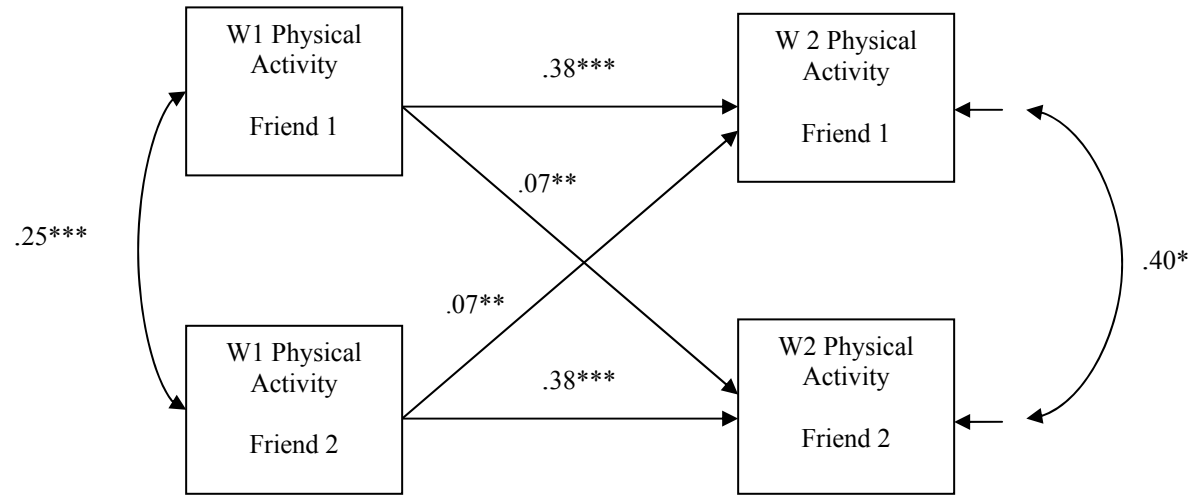 W1 Physical
Activity
Friend 1
W 2 Physical
Activity
Friend 1
.38***
.07**
.25***
.40*
.07**
W1 Physical
Activity
Friend 2
.38***
W2 Physical
Activity
Friend 2